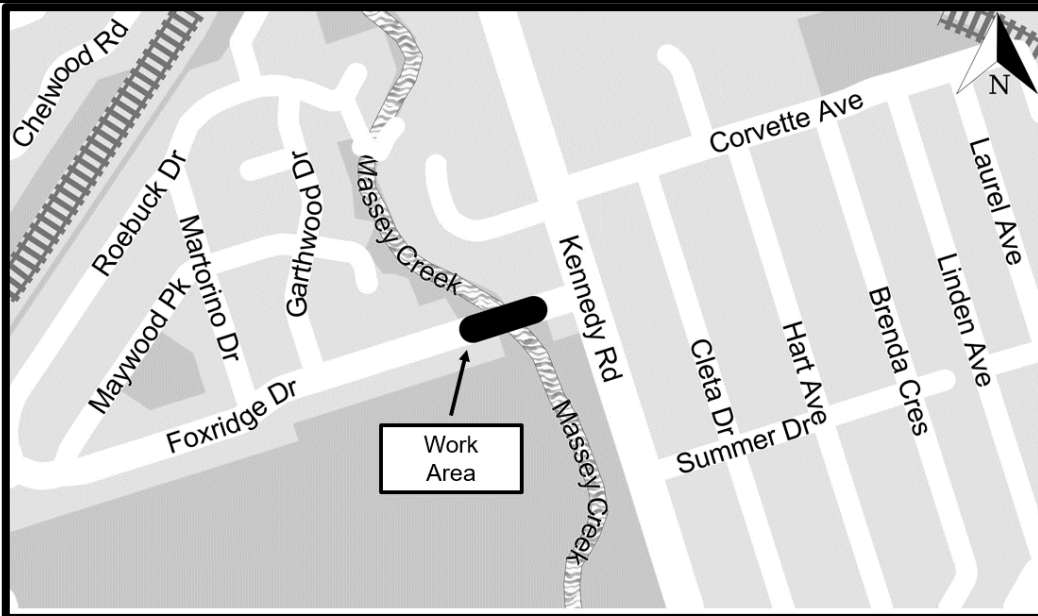 Chelwood Rd
N
Corvette Ave
Roebuck Dr
Garthwood Dr
Massey Creek
Laurel Ave
Martorino Dr
Maywood Pk
Kennedy Rd
Linden Ave
Brenda Cres
Hart Ave
Cleta Dr
Foxridge Dr
Summer Dr
Massey Creek
Work
Area